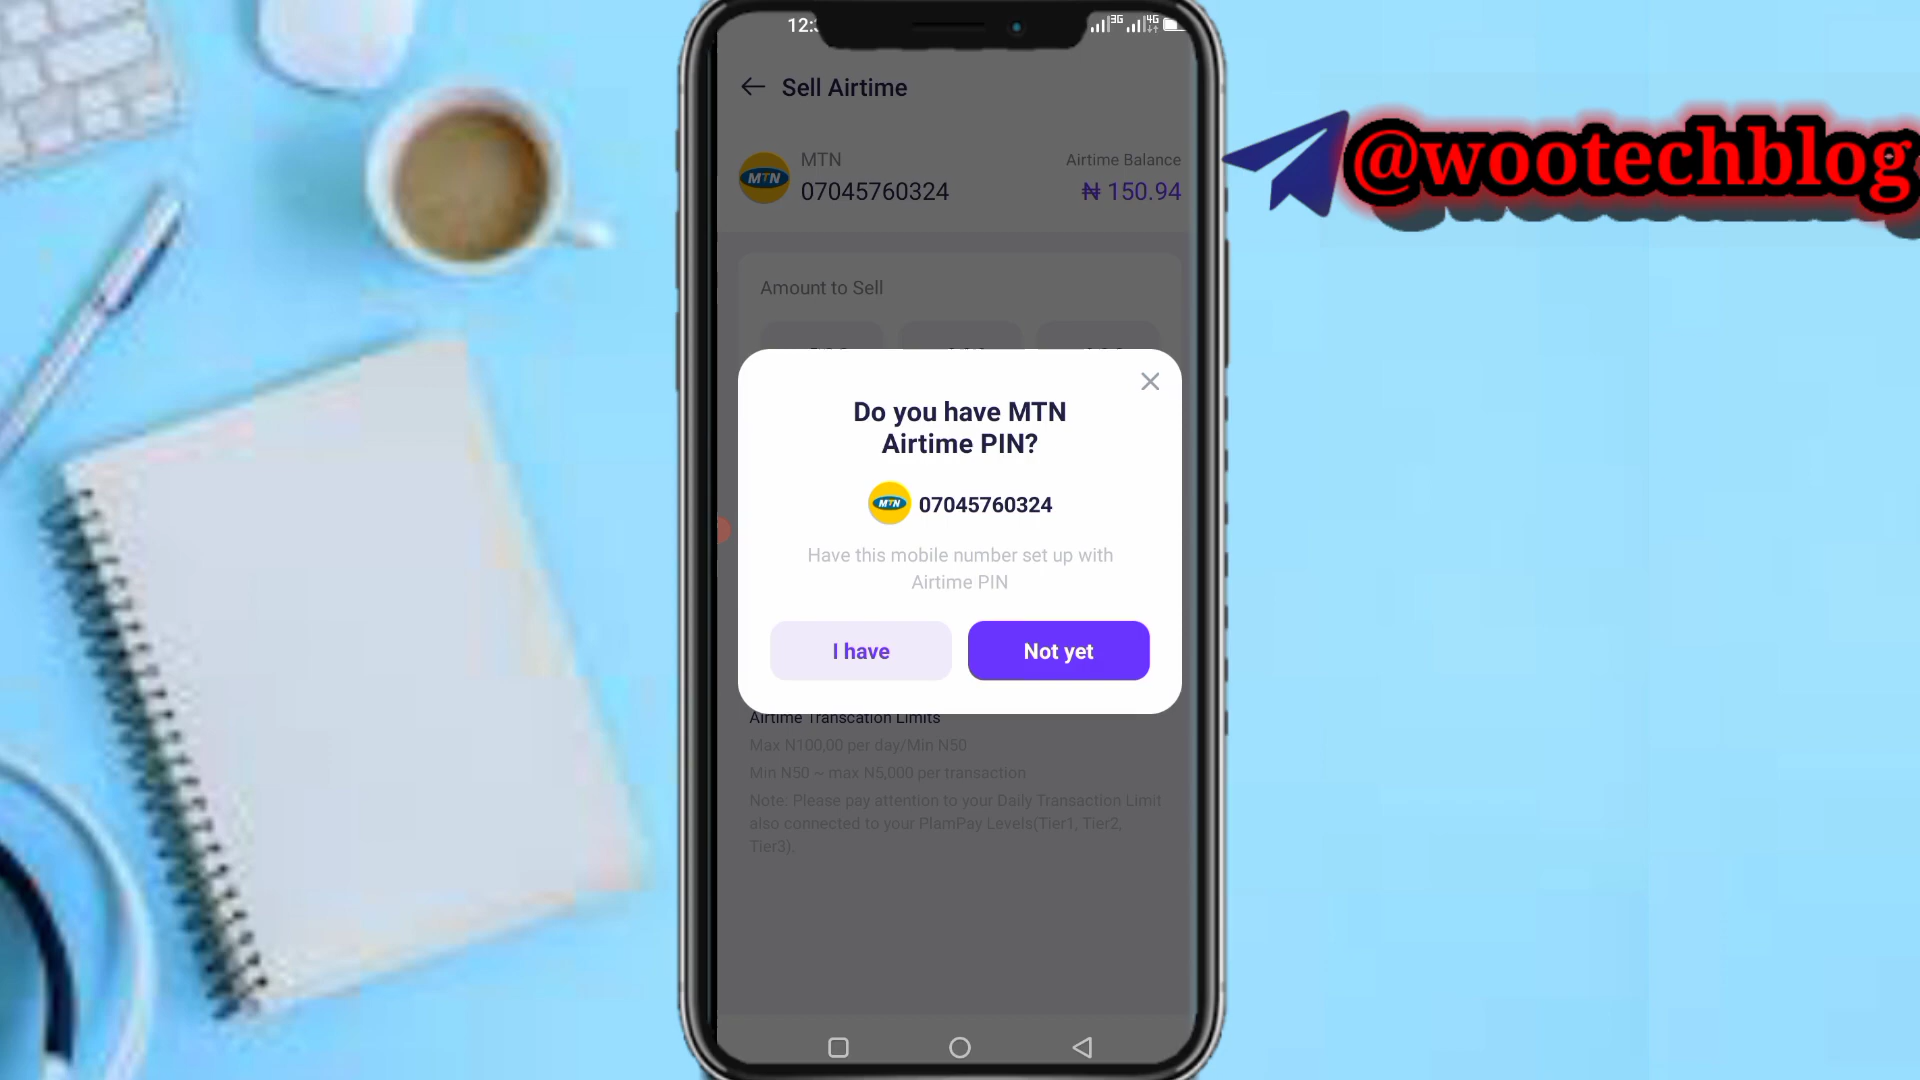 12:
3G 4G
Sell Airtime
MTN
Airtime Balance
MTN
07045760324
₦ 150.94
@wootechblog
Amount to Sell
Do you have MTN
Airtime PIN?
MTN
07045760324
Have this mobile number set up with
Airtime PIN
I have
Not yet
Airtime Transcation Limits
Max N100,00 per day/Min N50
Min N50 ~ max N5,000 per transaction
Note: Please pay attention to your Daily Transaction Limit
also connected to your PlamPay Levels(Tier1, Tier2,
Tier3).